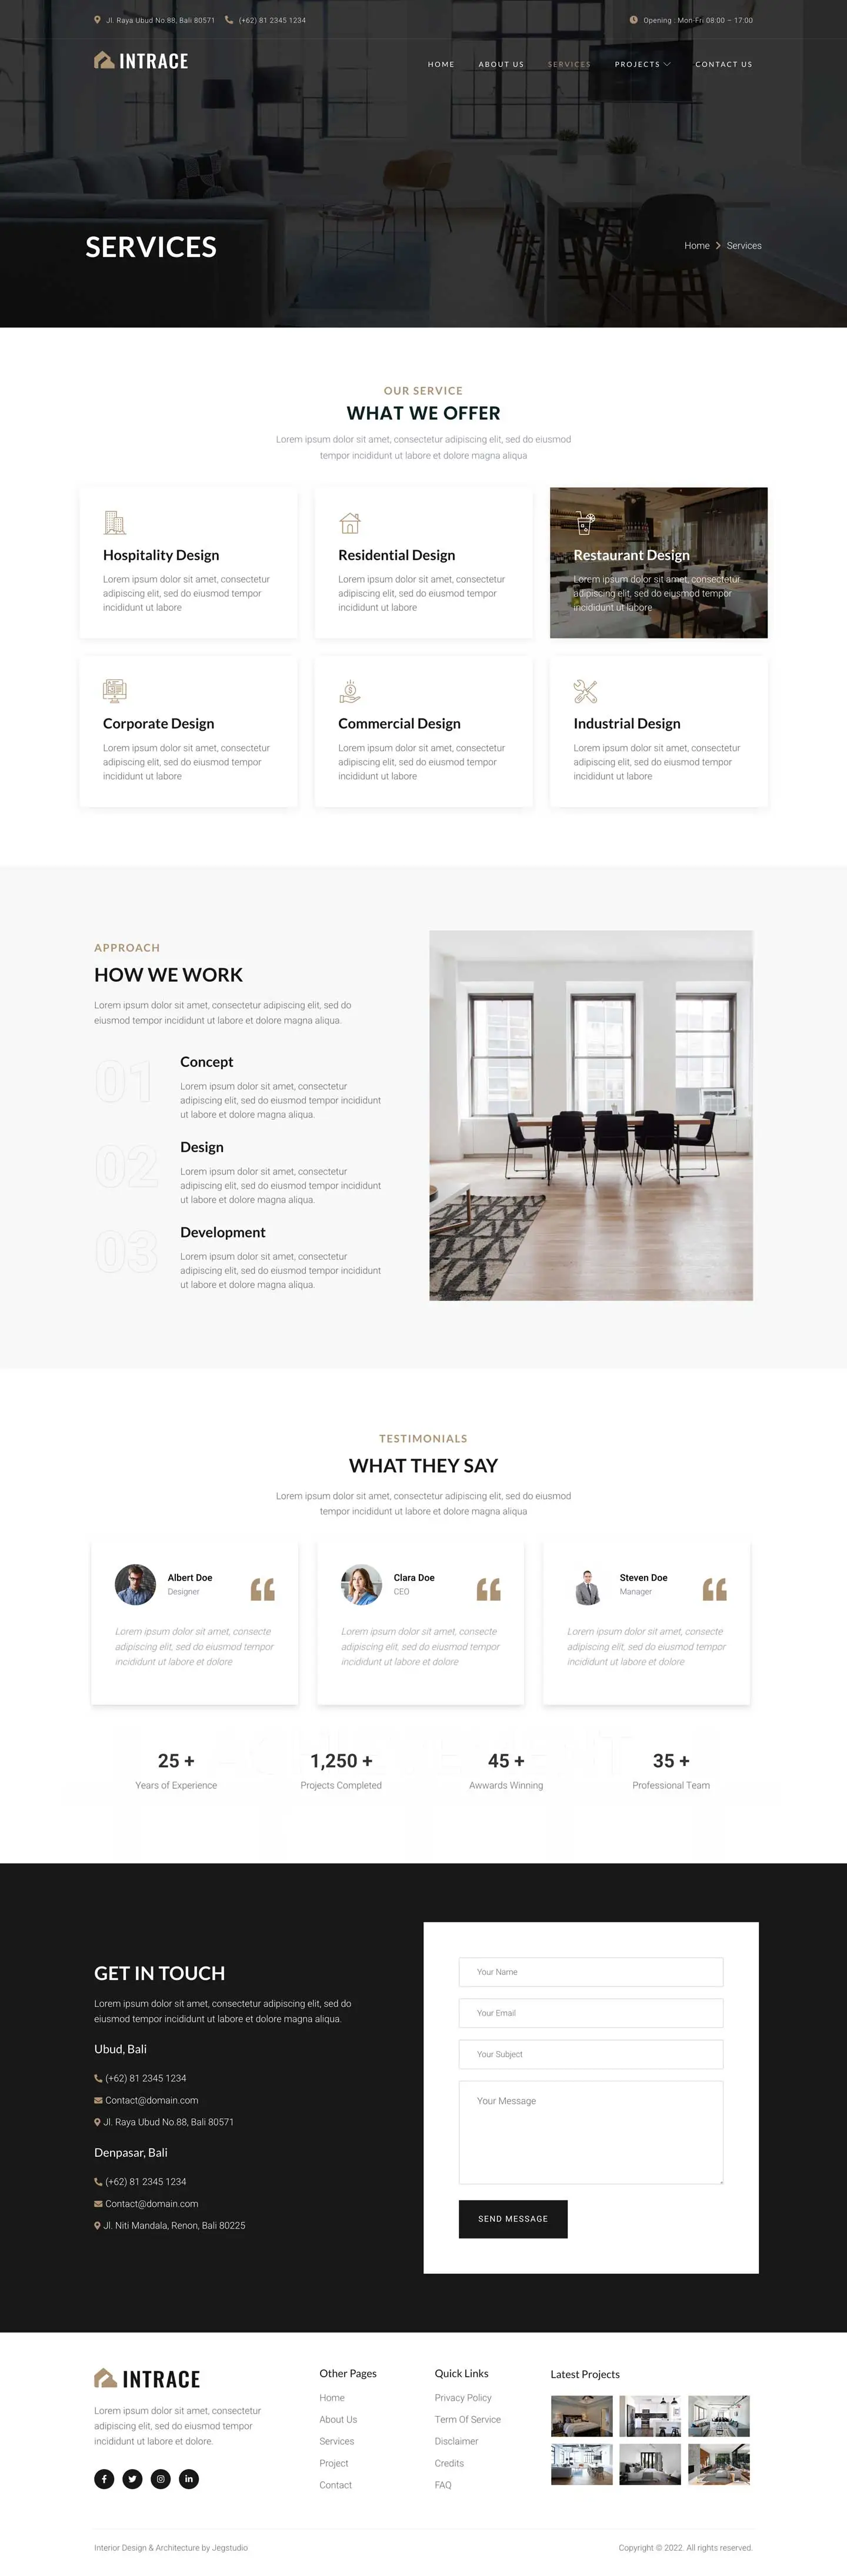 Jl. Raya Ubud No.88, Bali 80571
(+62) 81 2345 1234
Opening : Mon-Fri 08:00 – 17:00
INTRACE
HOME
ABOUT US
SERVICES
PROJECTS
CONTACT US
SERVICES
Home
Services
OUR SERVICE
WHAT WE OFFER
Lorem ipsum dolor sit amet, consectetur adipiscing elit, sed do eiusmod
tempor incididunt ut labore et dolore magna aliqua
Hospitality Design
Lorem ipsum dolor sit amet, consectetur
adipiscing elit, sed do eiusmod tempor
incididunt ut labore
Residential Design
Lorem ipsum dolor sit amet, consectetur
adipiscing elit, sed do eiusmod tempor
incididunt ut labore
Restaurant Design
Lorem ipsum dolor sit amet, consectetur
adipiscing elit, sed do eiusmod tempor
incididunt ut labore
Corporate Design
Lorem ipsum dolor sit amet, consectetur
adipiscing elit, sed do eiusmod tempor
incididunt ut labore
Commercial Design
Lorem ipsum dolor sit amet, consectetur
adipiscing elit, sed do eiusmod tempor
incididunt ut labore
Industrial Design
Lorem ipsum dolor sit amet, consectetur
adipiscing elit, sed do eiusmod tempor
incididunt ut labore
APPROACH
HOW WE WORK
Lorem ipsum dolor sit amet, consectetur adipiscing elit, sed do
eiusmod tempor incididunt ut labore et dolore magna aliqua.
01
Concept
Lorem ipsum dolor sit amet, consectetur
adipiscing elit, sed do eiusmod tempor incididunt
ut labore et dolore magna aliqua.
02
Design
Lorem ipsum dolor sit amet, consectetur
adipiscing elit, sed do eiusmod tempor incididunt
ut labore et dolore magna aliqua.
03
Development
Lorem ipsum dolor sit amet, consectetur
adipiscing elit, sed do eiusmod tempor incididunt
ut labore et dolore magna aliqua.
TESTIMONIALS
WHAT THEY SAY
Lorem ipsum dolor sit amet, consectetur adipiscing elit, sed do eiusmod
tempor incididunt ut labore et dolore magna aliqua
Albert Doe
Designer
Lorem ipsum dolor sit amet, consecte
adipiscing elit, sed do eiusmod tempor
incididunt ut labore et dolore
Clara Doe
CEO
Lorem ipsum dolor sit amet, consecte
adipiscing elit, sed do eiusmod tempor
incididunt ut labore et dolore
Steven Doe
Manager
Lorem ipsum dolor sit amet, consecte
adipiscing elit, sed do eiusmod tempor
incididunt ut labore et dolore
25 +
Years of Experience
1,250 +
Projects Completed
45 +
Awwards Winning
35 +
Professional Team
GET IN TOUCH
Lorem ipsum dolor sit amet, consectetur adipiscing elit, sed do
eiusmod tempor incididunt ut labore et dolore magna aliqua.
Ubud, Bali
(+62) 81 2345 1234
Contact@domain.com
Jl. Raya Ubud No.88, Bali 80571
Denpasar, Bali
(+62) 81 2345 1234
Contact@domain.com
Jl. Niti Mandala, Renon, Bali 80225
Your Name
Your Email
Your Subject
Your Message
SEND MESSAGE
INTRACE
Lorem ipsum dolor sit amet, consectetur
adipiscing elit, sed do eiusmod tempor
incididunt ut labore et dolore.
Other Pages
Home
About Us
Services
Project
Contact
Quick Links
Privacy Policy
Term Of Service
Disclaimer
Credits
FAQ
Latest Projects
Interior Design & Architecture by Jegstudio
Copyright © 2022. All rights reserved.